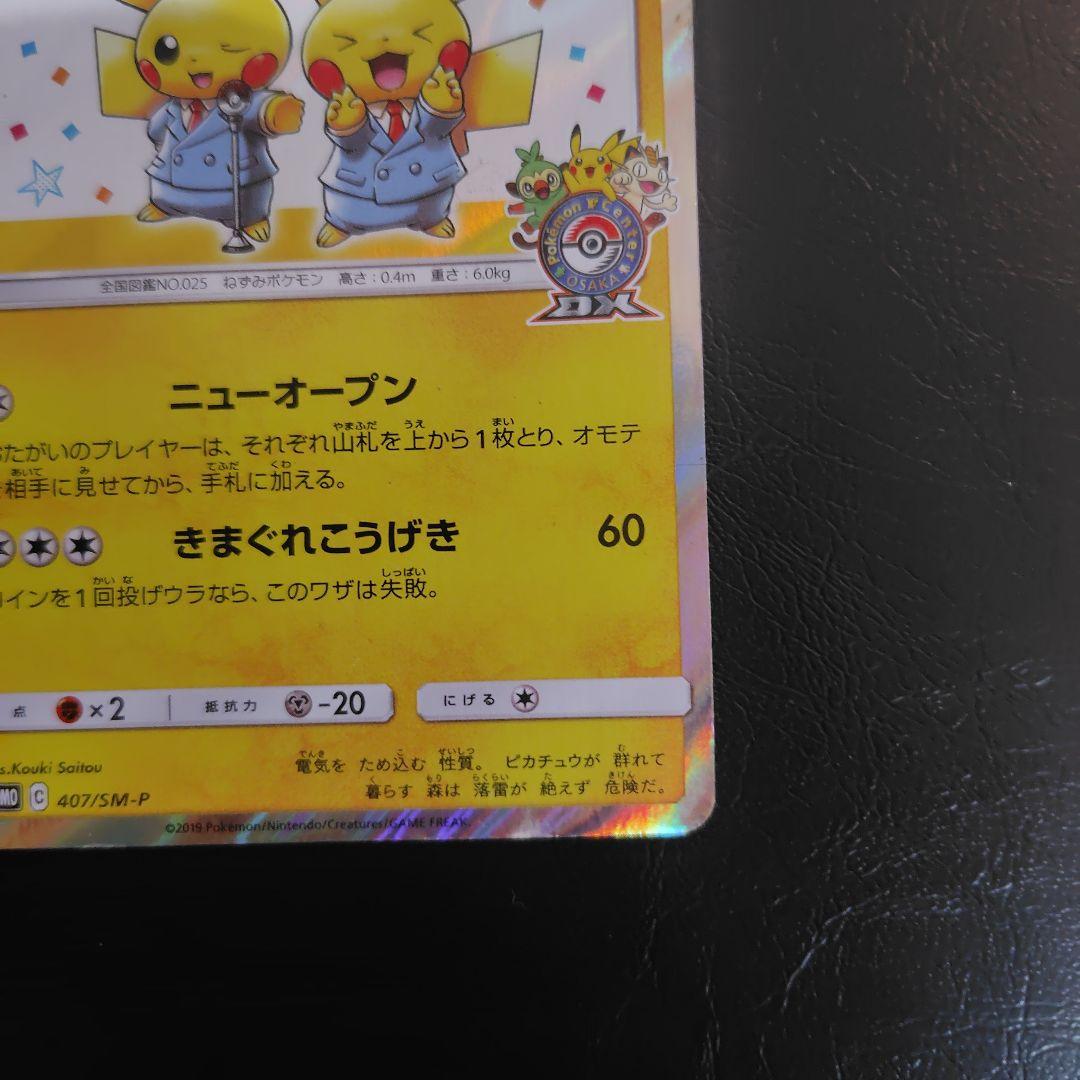 Pokémon Center
OSAKA
DX
全国図鑑NO.025 ねずみポケモン 高さ:0.4m 重さ:6.0kg
ニューオープン
たがいのプレイヤーは、それぞれ山札を上から1枚とり、オモテ
相手に見せてから、手札に加える。
きまぐれこうげき 60
インを1回投げウラなら、このワザは失敗。
点 ×2 抵抗力 -20 にげる
s.Kouki Saitou
電気を ため込む 性質。 ピカチュウが 群れて
暮らす 森は 落雷が 絶えず 危険だ。
MO C 407/SM-P
©2019 Pokémon/Nintendo/Creatures/GAME FREAK.